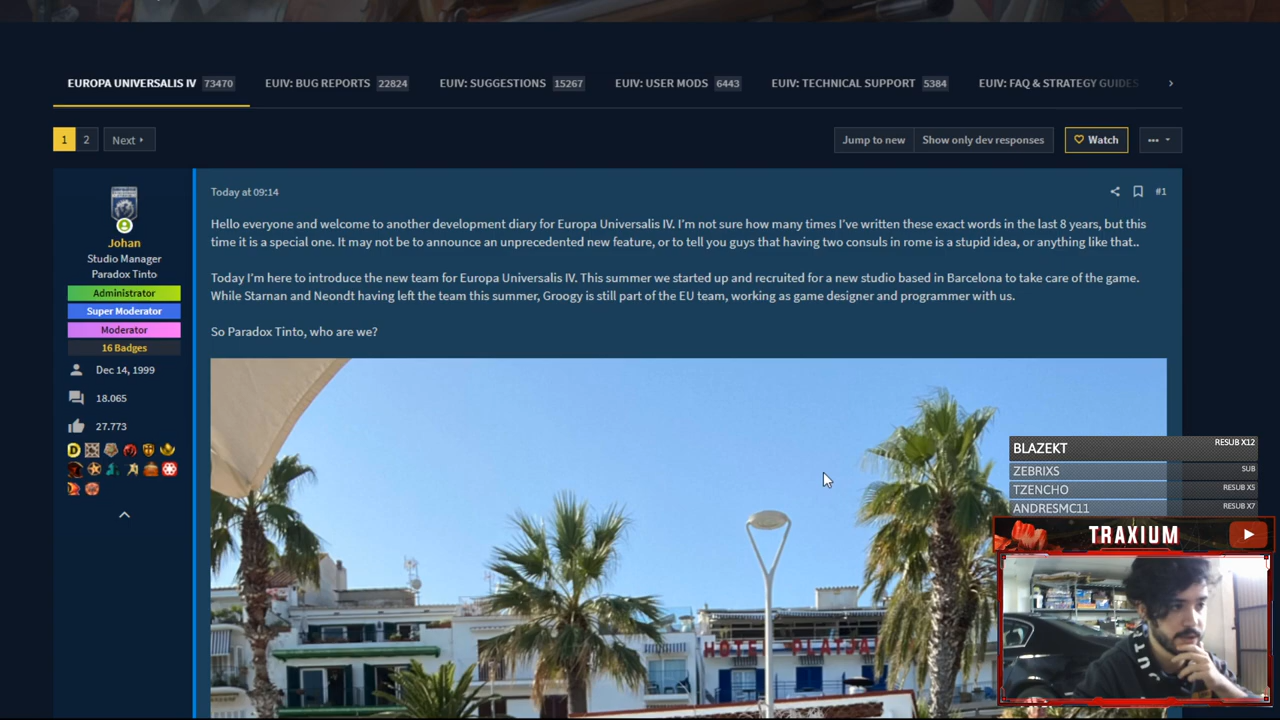 EUROPA UNIVERSALIS IV 73470 EUIV: BUG REPORTS 22824 EUIV: SUGGESTIONS 15267 EUIV: USER MODS 6443 EUIV: TECHNICAL SUPPORT 5384 EUIV: FAQ & STRATEGY GUIDES
1 2 Next Jump to new Show only dev responses Watch
Today at 09:14 #1
Johan
Studio Manager
Paradox Tinto
Administrator
Super Moderator
Moderator
16 Badges
Dec 14, 1999
18.065
27.773
Hello everyone and welcome to another development diary for Europa Universalis IV. I'm not sure how many times I've written these exact words in the last 8 years, but this
time it is a special one. It may not be to announce an unprecedented new feature, or to tell you guys that having two consuls in rome is a stupid idea, or anything like that..
Today I'm here to introduce the new team for Europa Universalis IV. This summer we started up and recruited for a new studio based in Barcelona to take care of the game.
While Staman and Neondt having left the team this summer, Groogy is still part of the EU team, working as game designer and programmer with us.
So Paradox Tinto, who are we?
HOTEL PLATJA
BLAZEKT RESUB X12
ZEBRIXS SUB
TZENCHO RESUB X5
ANDRESMC11 RESUB X7
TRAXIUM